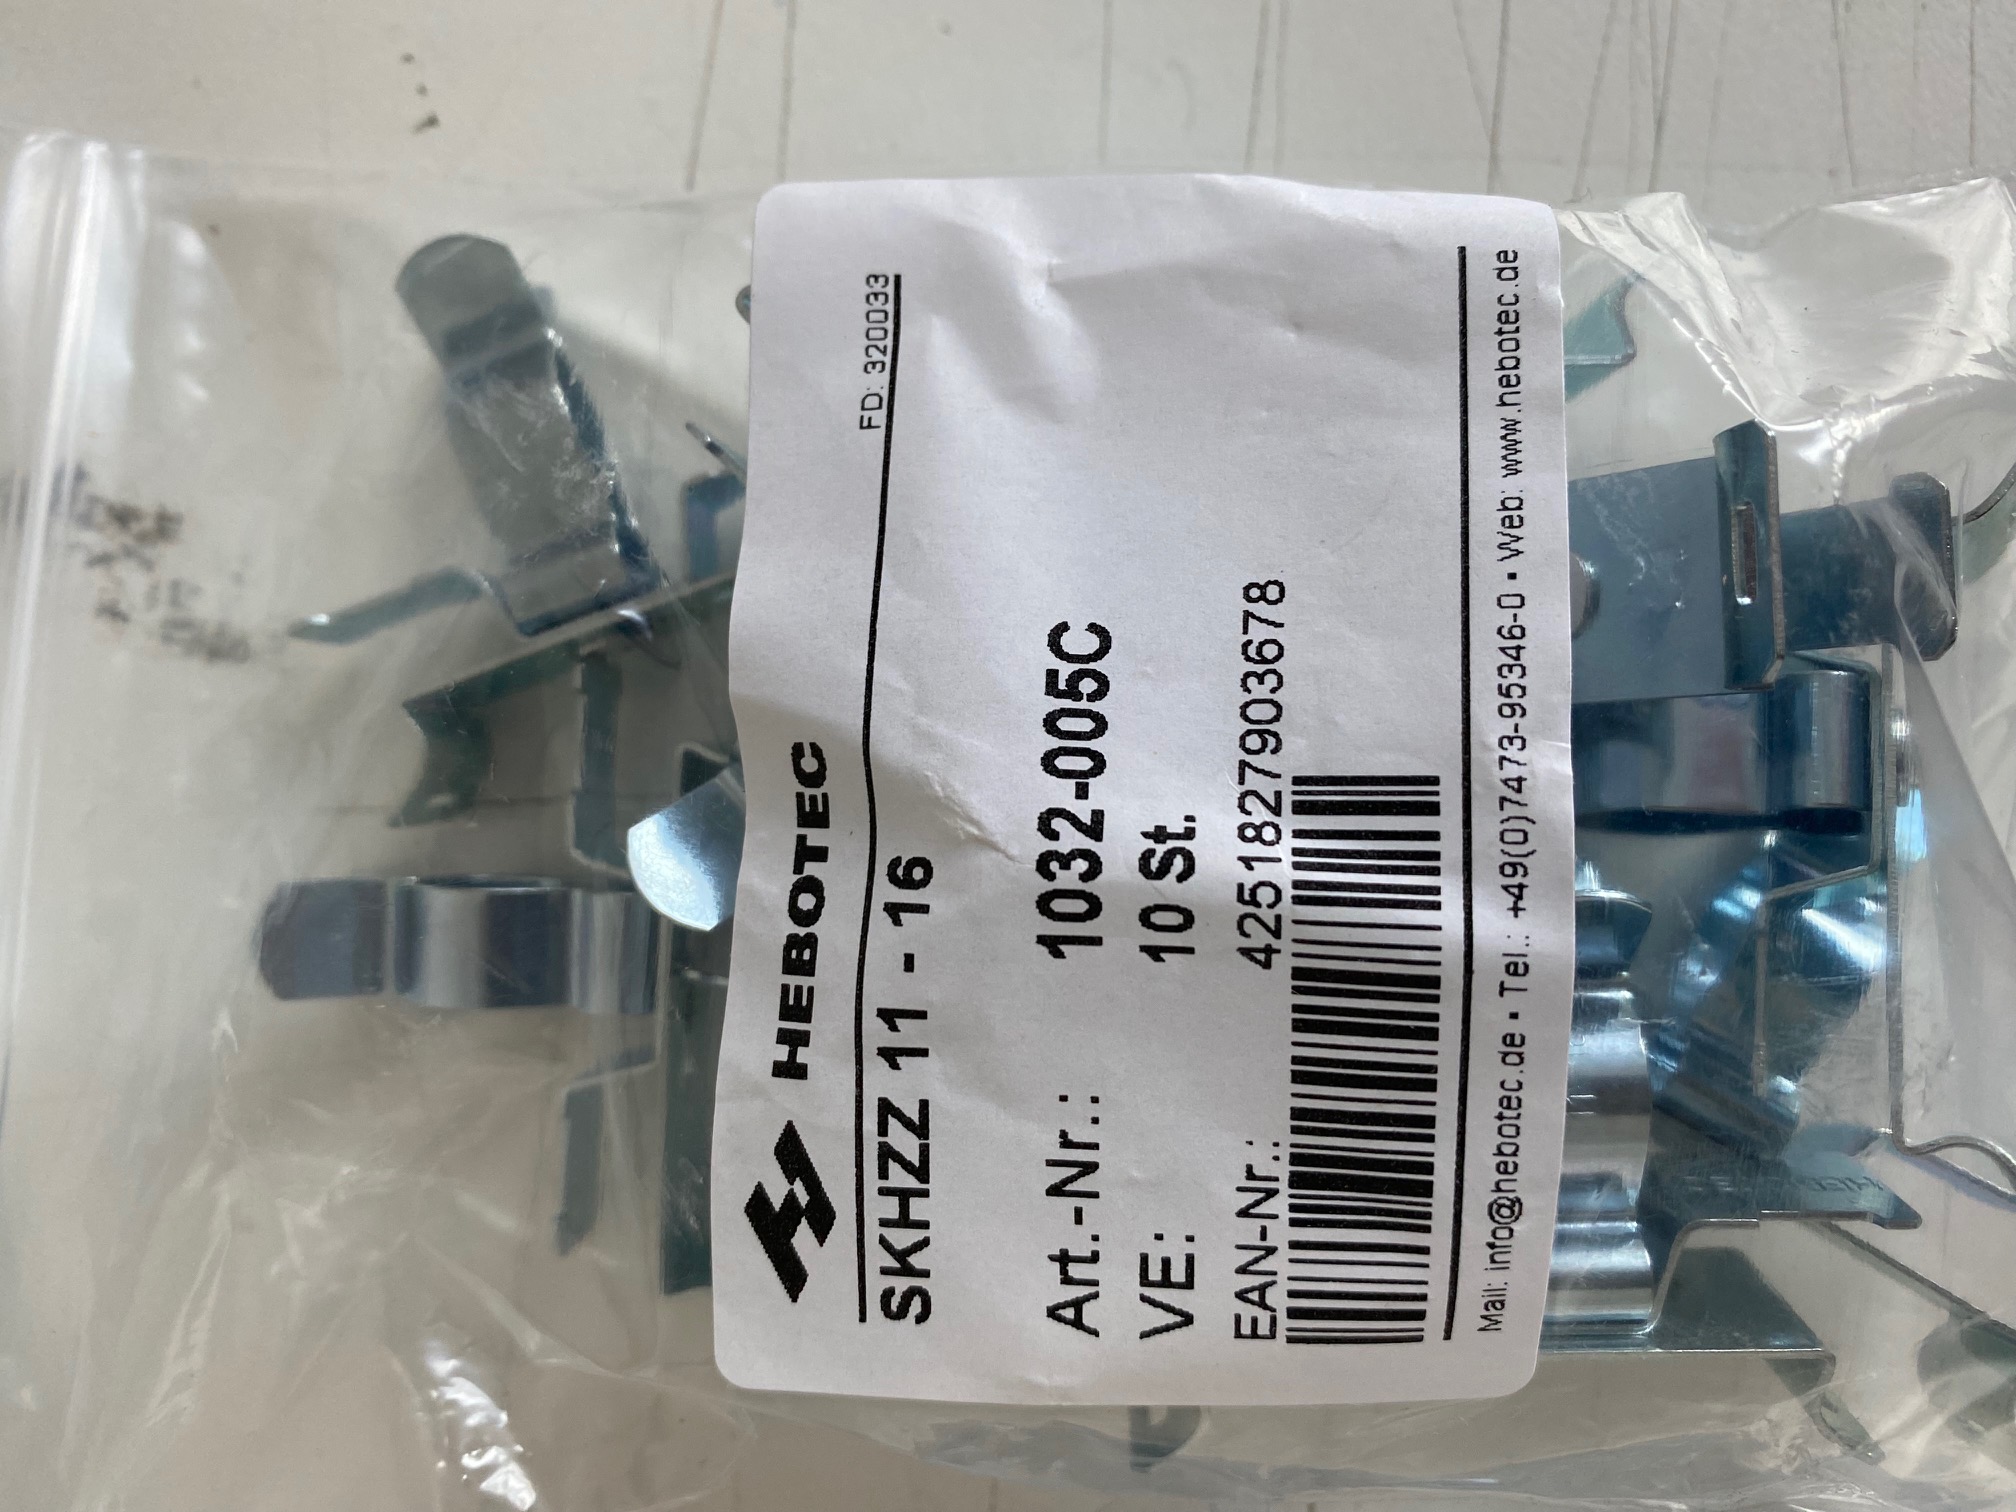 HEBOTEC
FD: 320033
SKHZZ 11 - 16
Art.-Nr.: 1032-005C
VE: 10 St.
EAN-Nr.: 4251827903678
Mail: info@hebotec.de ▪ Tel.: +49(0)7473-95346-0 ▪ Web: www.hebotec.de